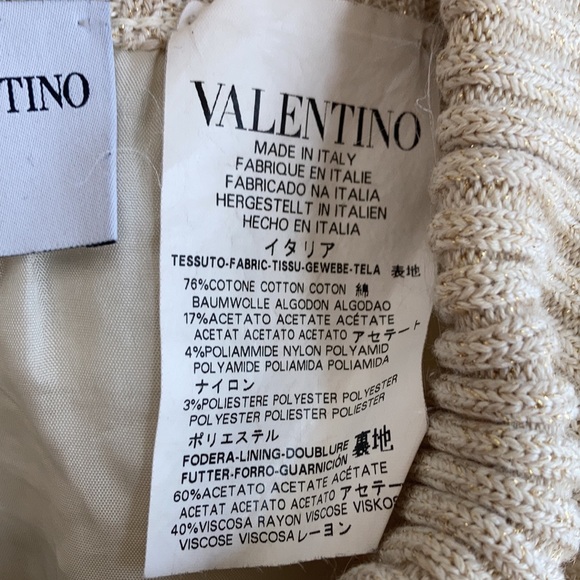 TINO
VALENTINO
MADE IN ITALY
FABRIQUE EN ITALIE
FABRICADO NA ITALIA
HERGESTELLT IN ITALIEN
HECHO EN ITALIA
イタリア
TESSUTO-FABRIC-TISSU-GEWEBE-TELA 表地
76%COTONE COTTON COTON 綿
BAUMWOLLE ALGODON ALGODAO
17%ACETATO ACETATE ACÉTATE
ACETAT ACETATO ACETATO アセテート
4%POLIAMMIDE NYLON POLYAMID
POLYAMIDE POLIAMIDA POLIAMIDA
ナイロン
3%POLIESTERE POLYESTER POLYESTER
POLYESTER POLIESTER POLIESTER
ポリエステル
FODERA-LINING-DOUBLURE 裏地
FUTTER-FORRO-GUARNICIÓN
60%ACETATO ACETATE ACÉTATE
ACETAT ACETATO ACETATO アセテー
40%VISCOSA RAYON VISCOSE VISKOS
VISCOSE VISCOSEレーヨン